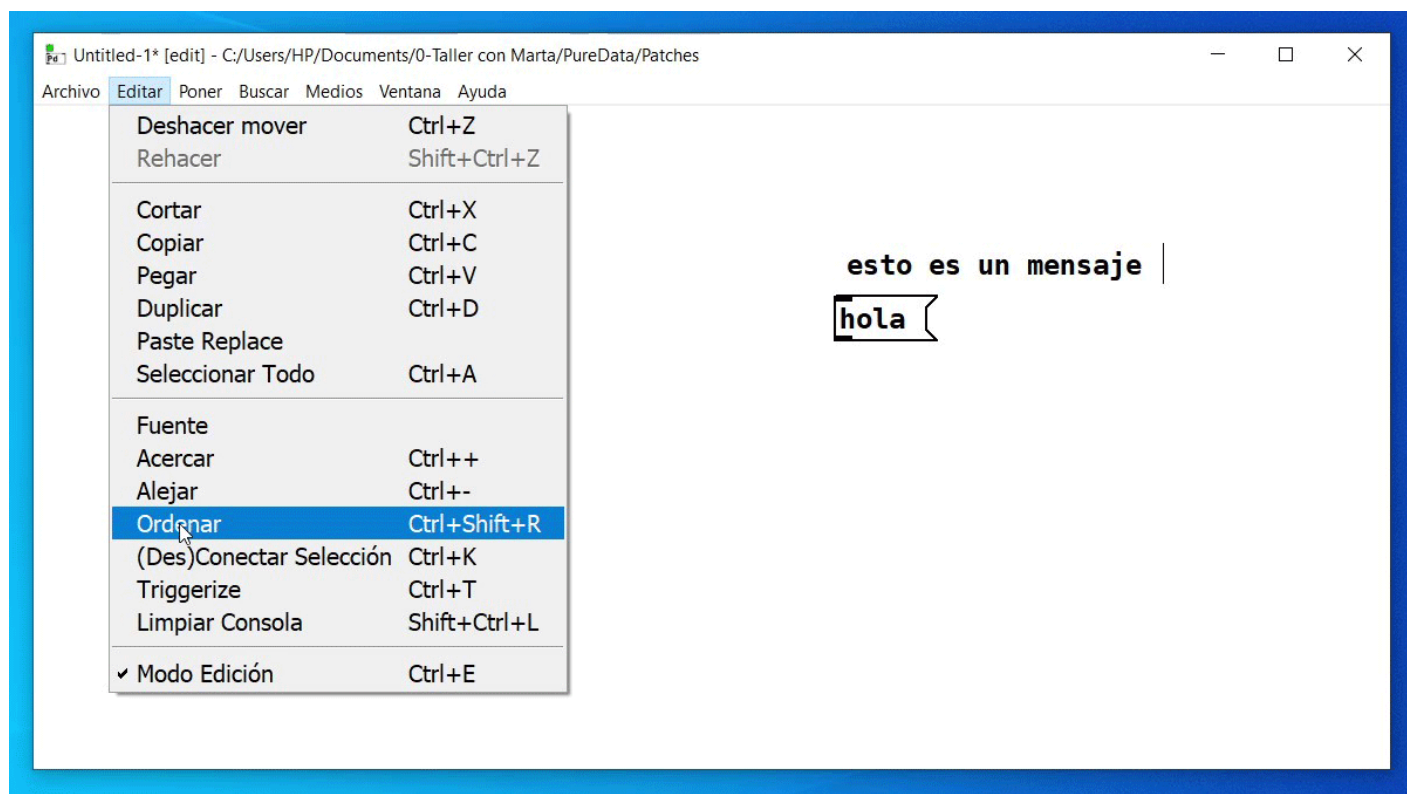 Untitled-1* [edit] - C:/Users/HP/Documents/0-Taller con Marta/PureData/Patches
Archivo Editar Poner Buscar Medios Ventana Ayuda
Deshacer mover Ctrl+Z
Rehacer Shift+Ctrl+Z
Cortar Ctrl+X
Copiar Ctrl+C
Pegar Ctrl+V
Duplicar Ctrl+D
Paste Replace
Seleccionar Todo Ctrl+A
Fuente
Acercar Ctrl++
Alejar Ctrl+-
Ordenar Ctrl+Shift+R
(Des)Conectar Selección Ctrl+K
Triggerize Ctrl+T
Limpiar Consola Shift+Ctrl+L
Modo Edición Ctrl+E
esto es un mensaje
hola